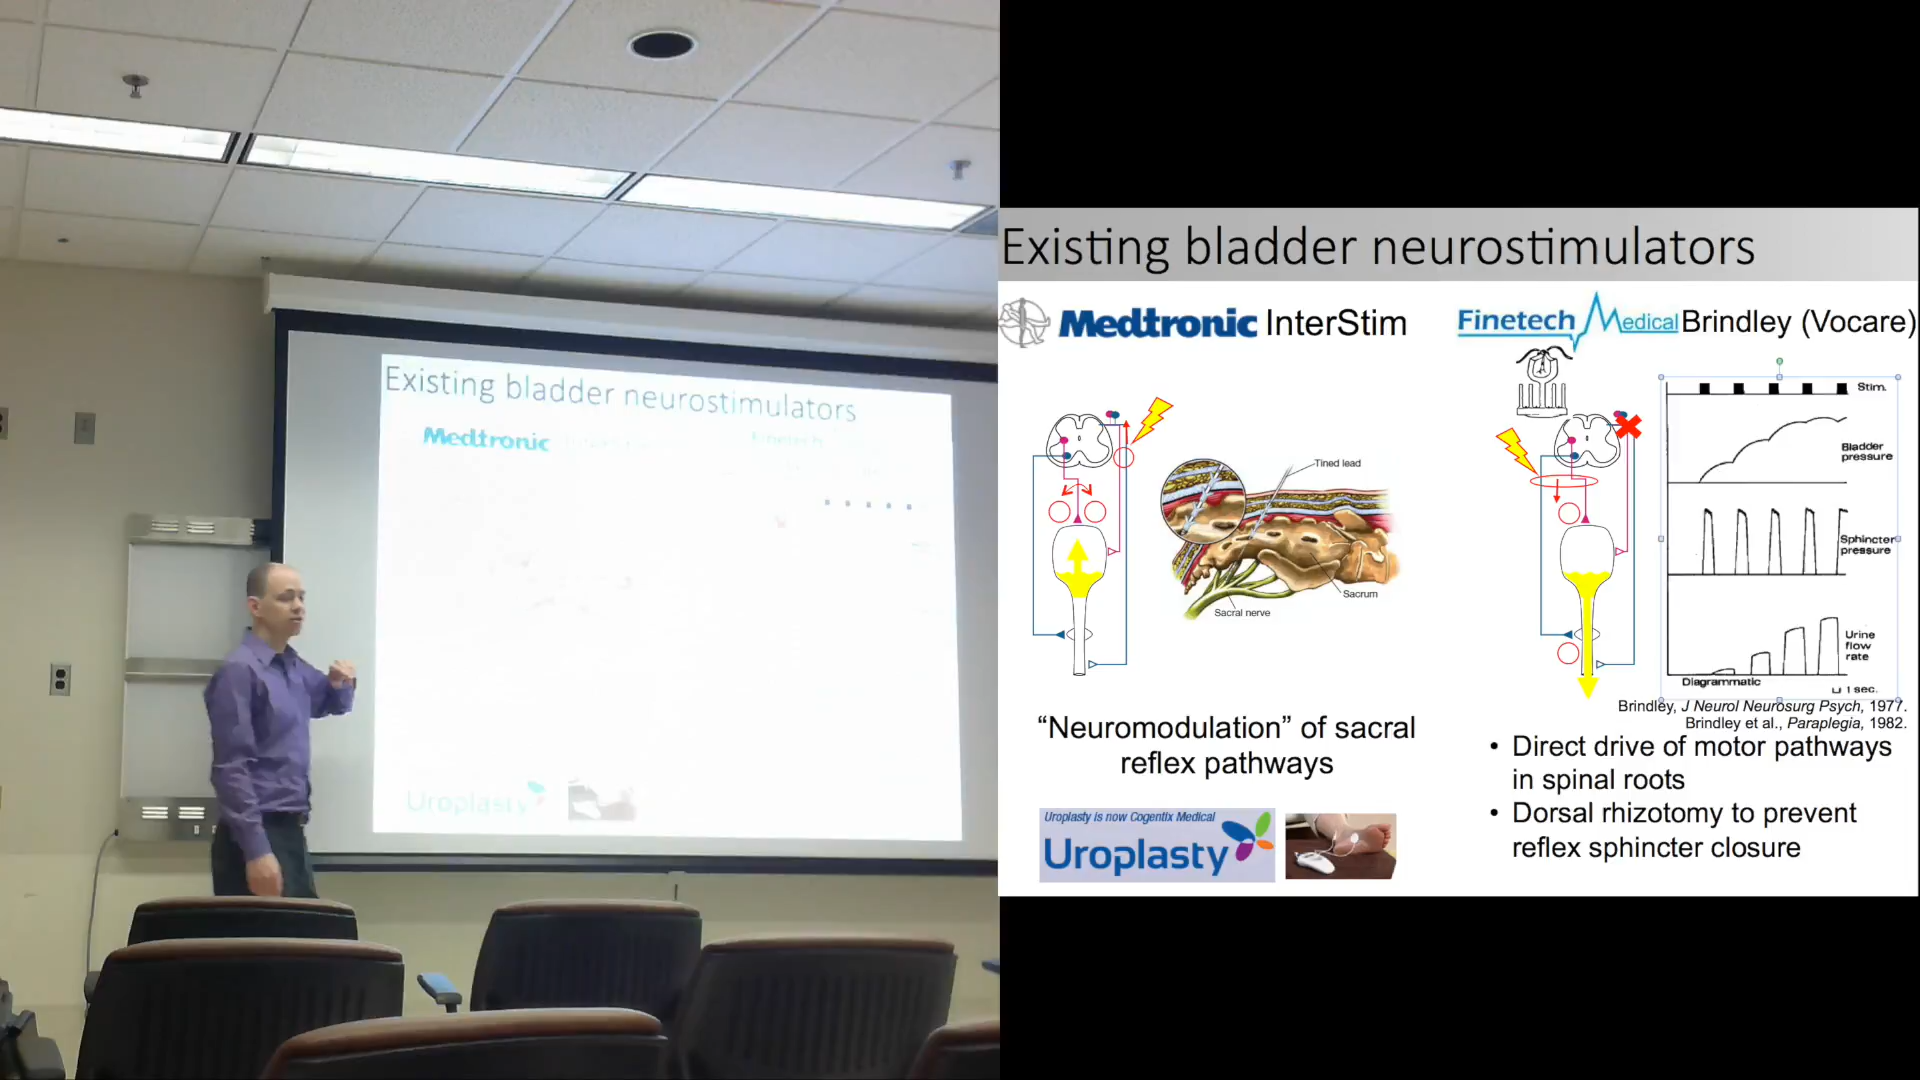 Existing bladder neurostimulators
Medtronic
Finetech
Uroplasty
Existing bladder neurostimulators
Medtronic InterStim
Finetech Medical Brindley (Vocare)
Tined lead
Sacrum
Sacral nerve
Stim.
Bladder
pressure
Sphincter
pressure
Urine
flow
rate
Diagrammatic
1 sec.
Brindley, J Neurol Neurosurg Psych, 1977.
Brindley et al., Paraplegia, 1982.
“Neuromodulation” of sacral
reflex pathways
• Direct drive of motor pathways
in spinal roots
• Dorsal rhizotomy to prevent
reflex sphincter closure
Uroplasty is now Cogentix Medical
Uroplasty